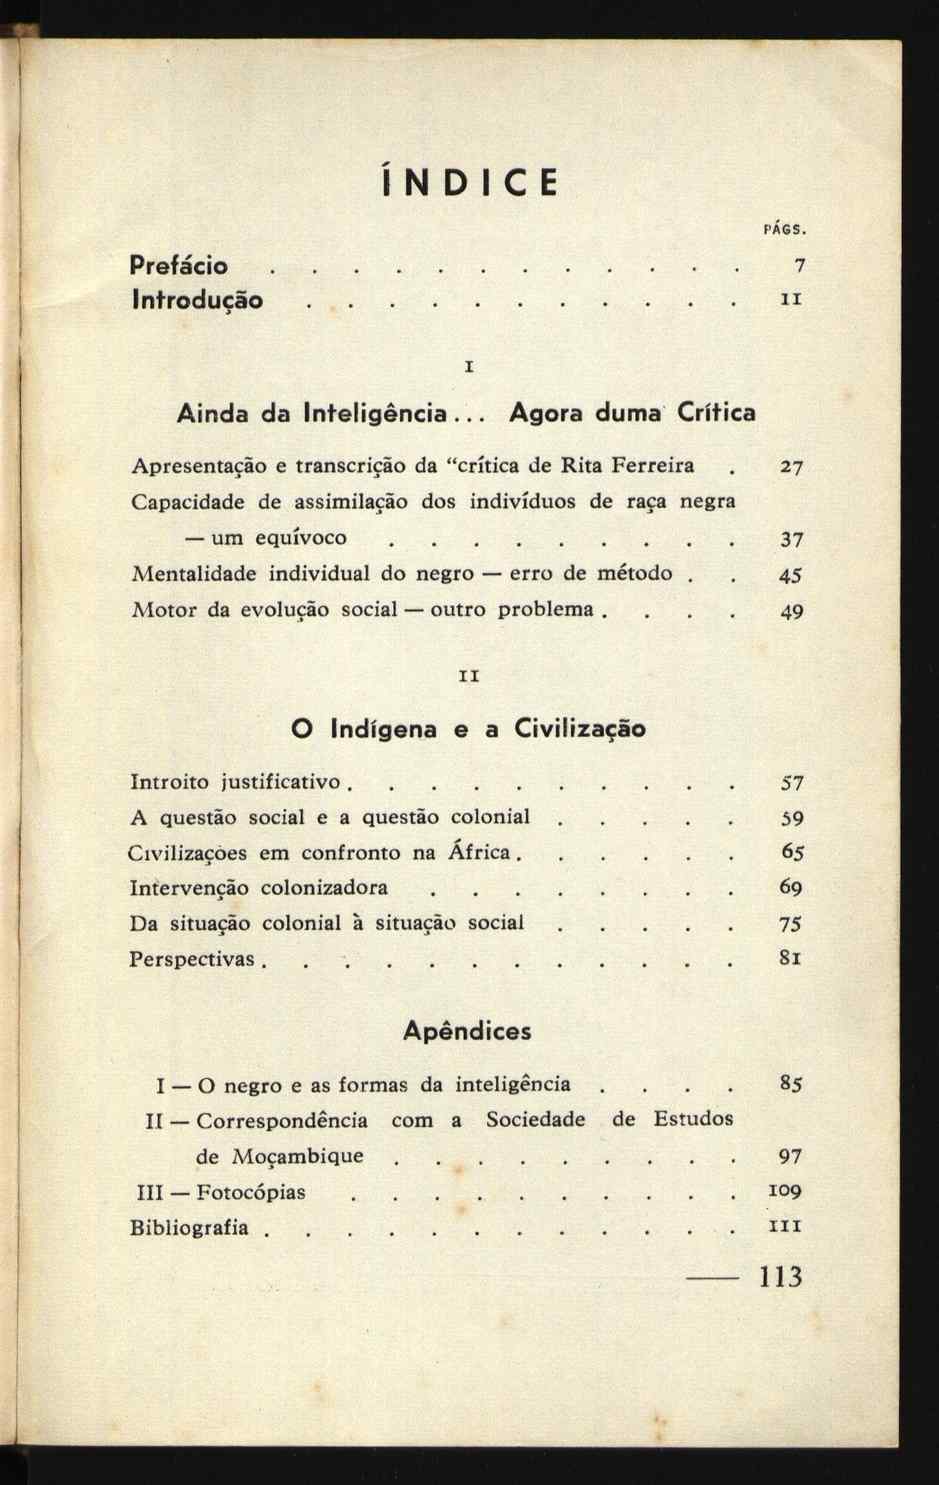 ÍNDICE
PÁGS.
Prefácio . . . . . . . . . . . . 7
Introdução . . . . . . . . . . . 11
I
Ainda da Inteligência... Agora duma Crítica
Apresentação e transcrição da “crítica de Rita Ferreira . 27
Capacidade de assimilação dos indivíduos de raça negra
— um equívoco . . . . . . . . . 37
Mentalidade individual do negro — erro de método . . 45
Motor da evolução social — outro problema . . . . 49
II
O Indígena e a Civilização
Introito justificativo . . . . . . . . . . 57
A questão social e a questão colonial . . . . . 59
Civilizações em confronto na África . . . . . . 65
Intervenção colonizadora . . . . . . . . 69
Da situação colonial à situação social . . . . . 75
Perspectivas . . . . . . . . . . . . 81
Apêndices
I — O negro e as formas da inteligência . . . . 85
II — Correspondência com a Sociedade de Estudos
de Moçambique . . . . . . . . . 97
III — Fotocópias . . . . . . . . . . 109
Bibliografia . . . . . . . . . . . . 111
— 113